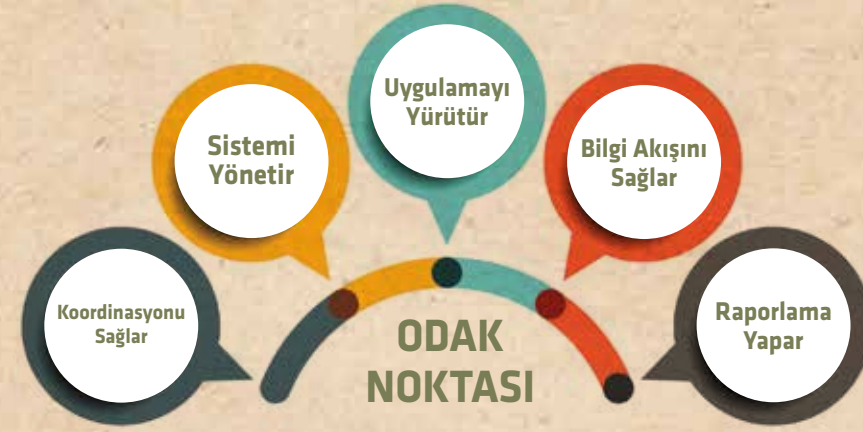 Koordinasyonu
Sağlar
Sistemi
Yönetir
Uygulamayı
Yürütür
Bilgi Akışını
Sağlar
Raporlama
Yapar
ODAK
NOKTASI